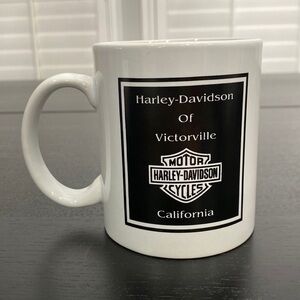 Harley-Davidson
Of
Victorville
MOTOR
HARLEY-DAVIDSON
CYCLES
California